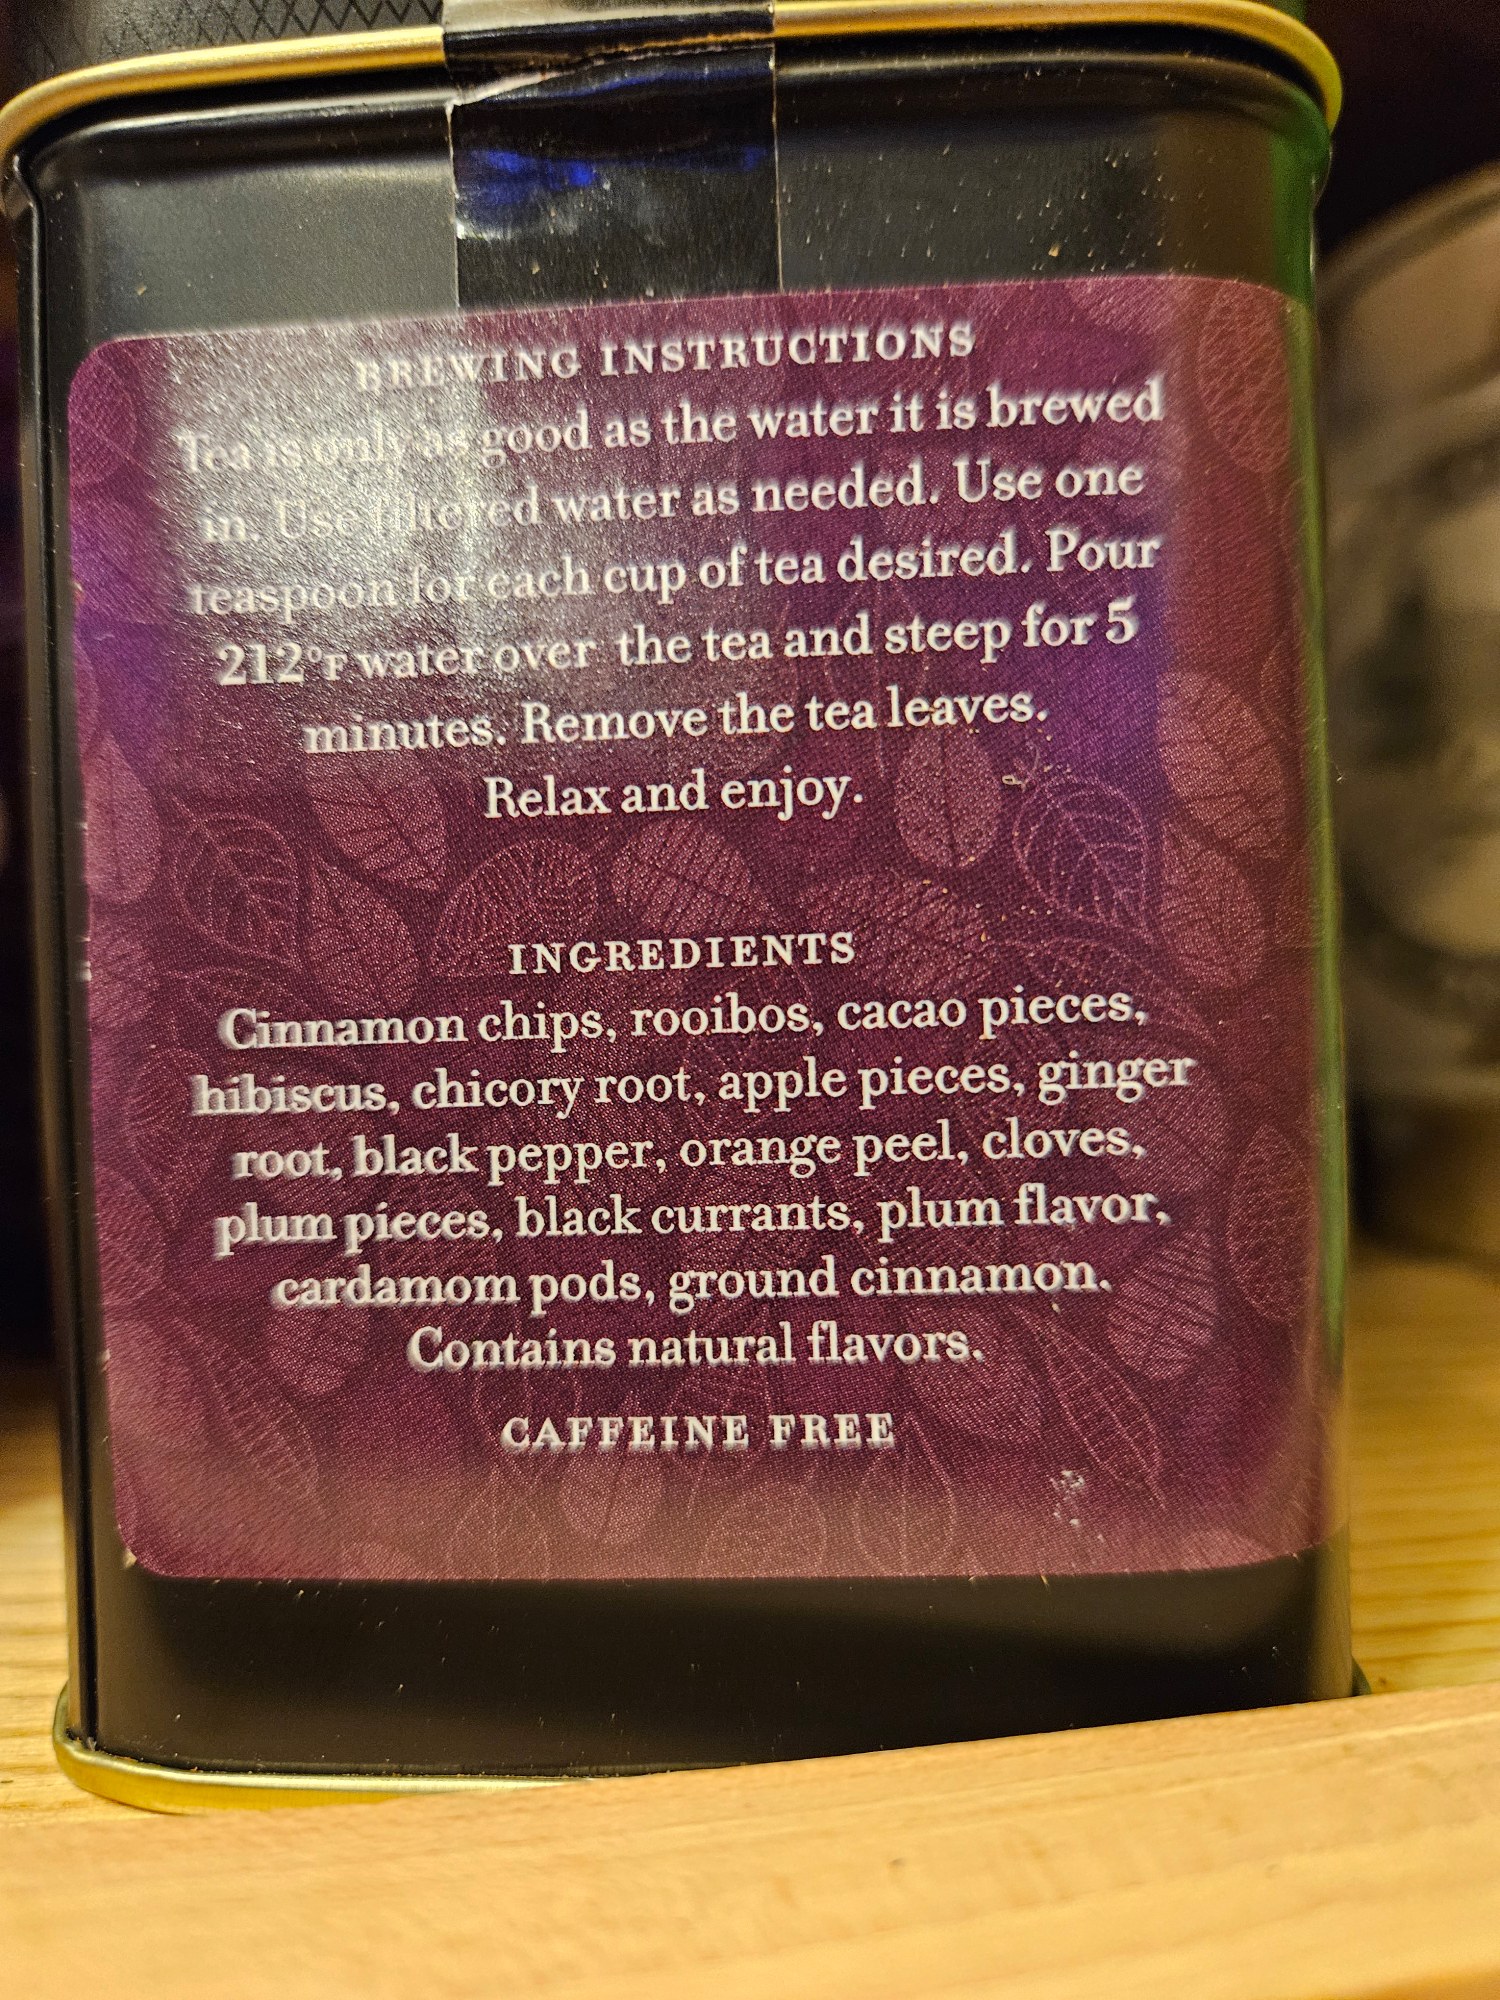 BREWING INSTRUCTIONS
Tea is only as good as the water it is brewed
in. Use filtered water as needed. Use one
teaspoon for each cup of tea desired. Pour
212°F water over the tea and steep for 5
minutes. Remove the tea leaves.
Relax and enjoy.
INGREDIENTS
Cinnamon chips, rooibos, cacao pieces,
hibiscus, chicory root, apple pieces, ginger
root, black pepper, orange peel, cloves,
plum pieces, black currants, plum flavor,
cardamom pods, ground cinnamon.
Contains natural flavors.
CAFFEINE FREE